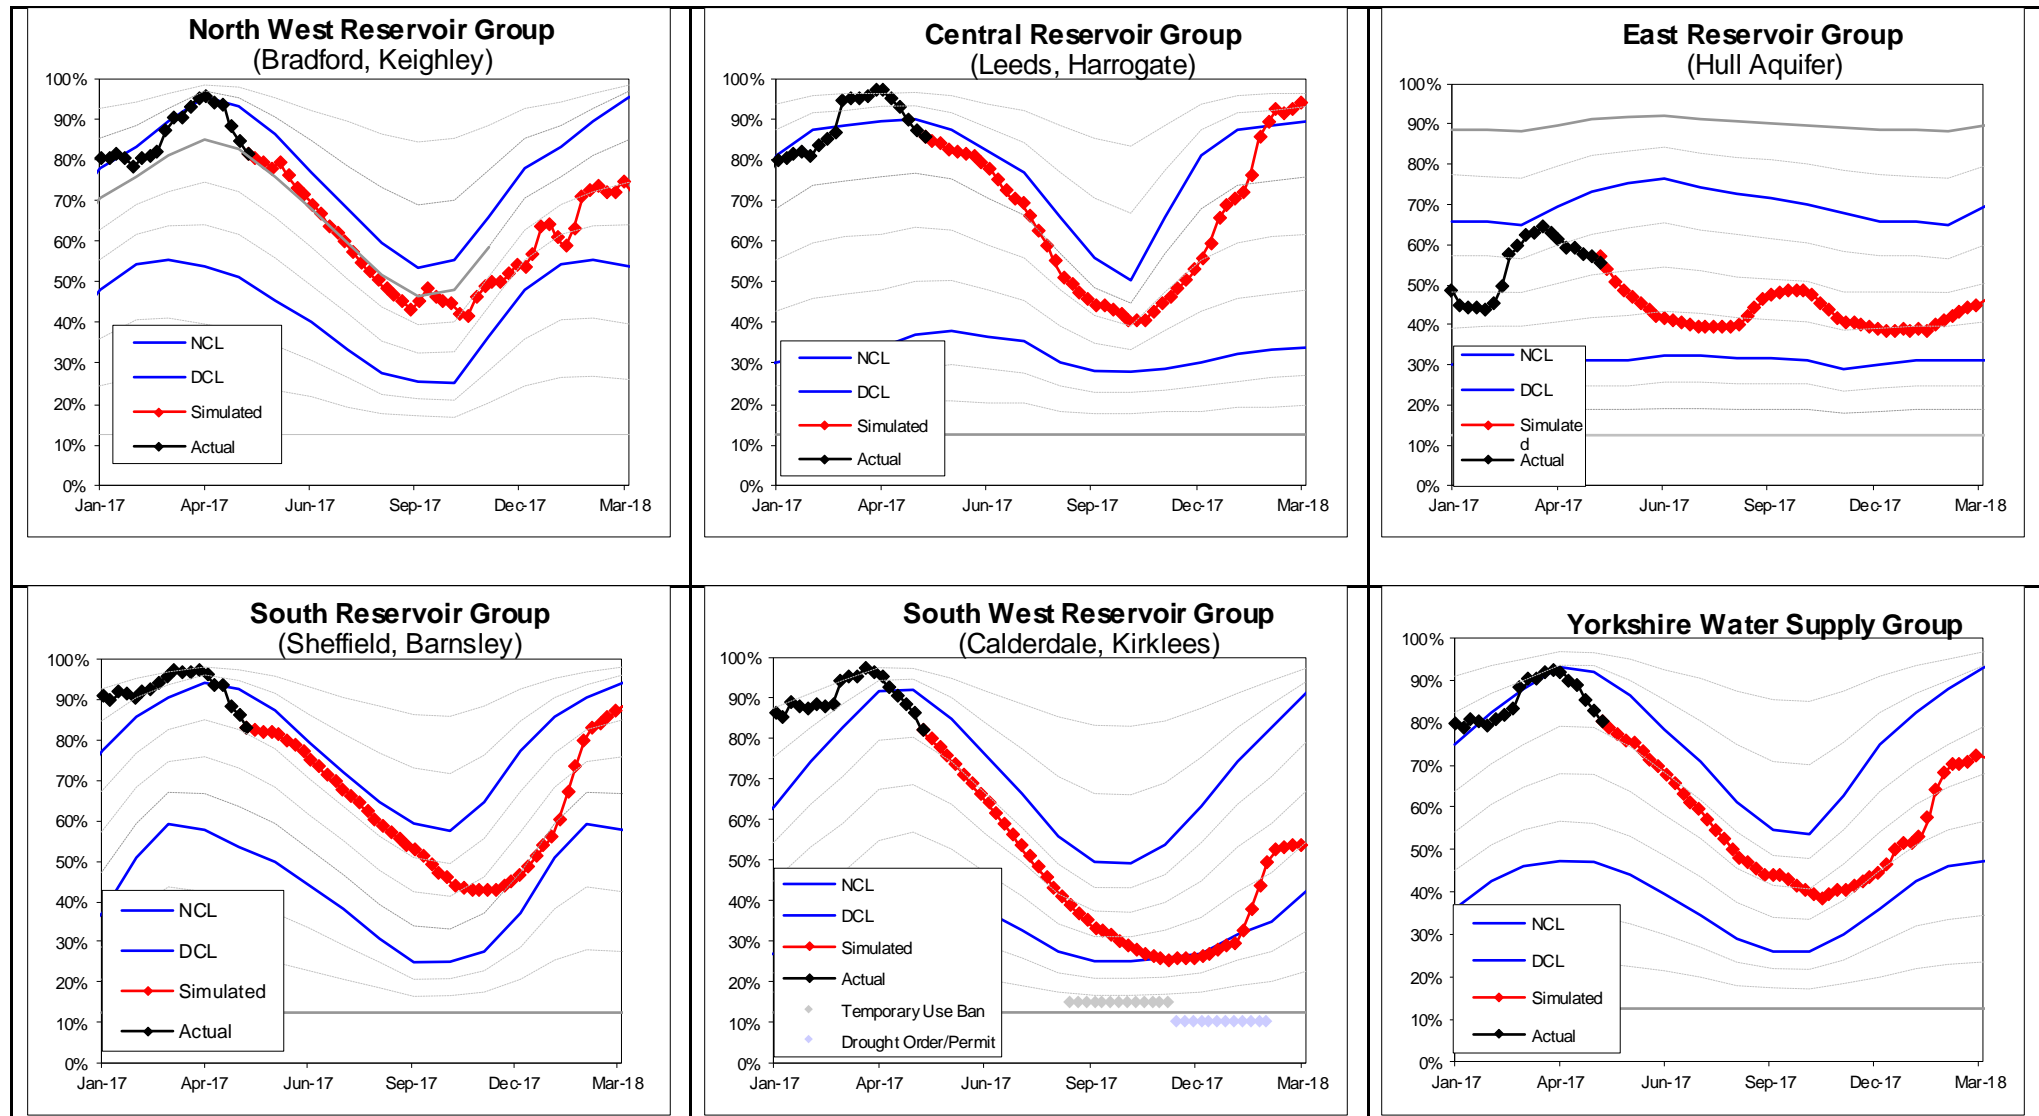 North West Reservoir Group
(Bradford, Keighley)
100%
90%
80%
70%
60%
50%
40%
30%
20%
10%
0%
NCL
DCL
Simulated
Actual
Jan-17 Apr-17 Jun-17 Sep-17 Dec-17 Mar-18
Central Reservoir Group
(Leeds, Harrogate)
100%
90%
80%
70%
60%
50%
40%
30%
20%
10%
0%
NCL
DCL
Simulated
Actual
Jan-17 Apr-17 Jun-17 Sep-17 Dec-17 Mar-18
East Reservoir Group
(Hull Aquifer)
100%
90%
80%
70%
60%
50%
40%
30%
20%
10%
0%
NCL
DCL
Simulate
d
Actual
Jan-17 Apr-17 Jun-17 Sep-17 Dec-17 Mar-18
South Reservoir Group
(Sheffield, Barnsley)
100%
90%
80%
70%
60%
50%
40%
30%
20%
10%
0%
NCL
DCL
Simulated
Actual
Jan-17 Apr-17 Jun-17 Sep-17 Dec-17 Mar-18
South West Reservoir Group
(Calderdale, Kirklees)
100%
90%
80%
70%
60%
50%
40%
30%
20%
10%
0%
NCL
DCL
Simulated
Actual
Temporary Use Ban
Drought Order/Permit
Jan-17 Apr-17 Jun-17 Sep-17 Dec-17 Mar-18
Yorkshire Water Supply Group
100%
90%
80%
70%
60%
50%
40%
30%
20%
10%
0%
NCL
DCL
Simulated
Actual
Jan-17 Apr-17 Jun-17 Sep-17 Dec-17 Mar-18